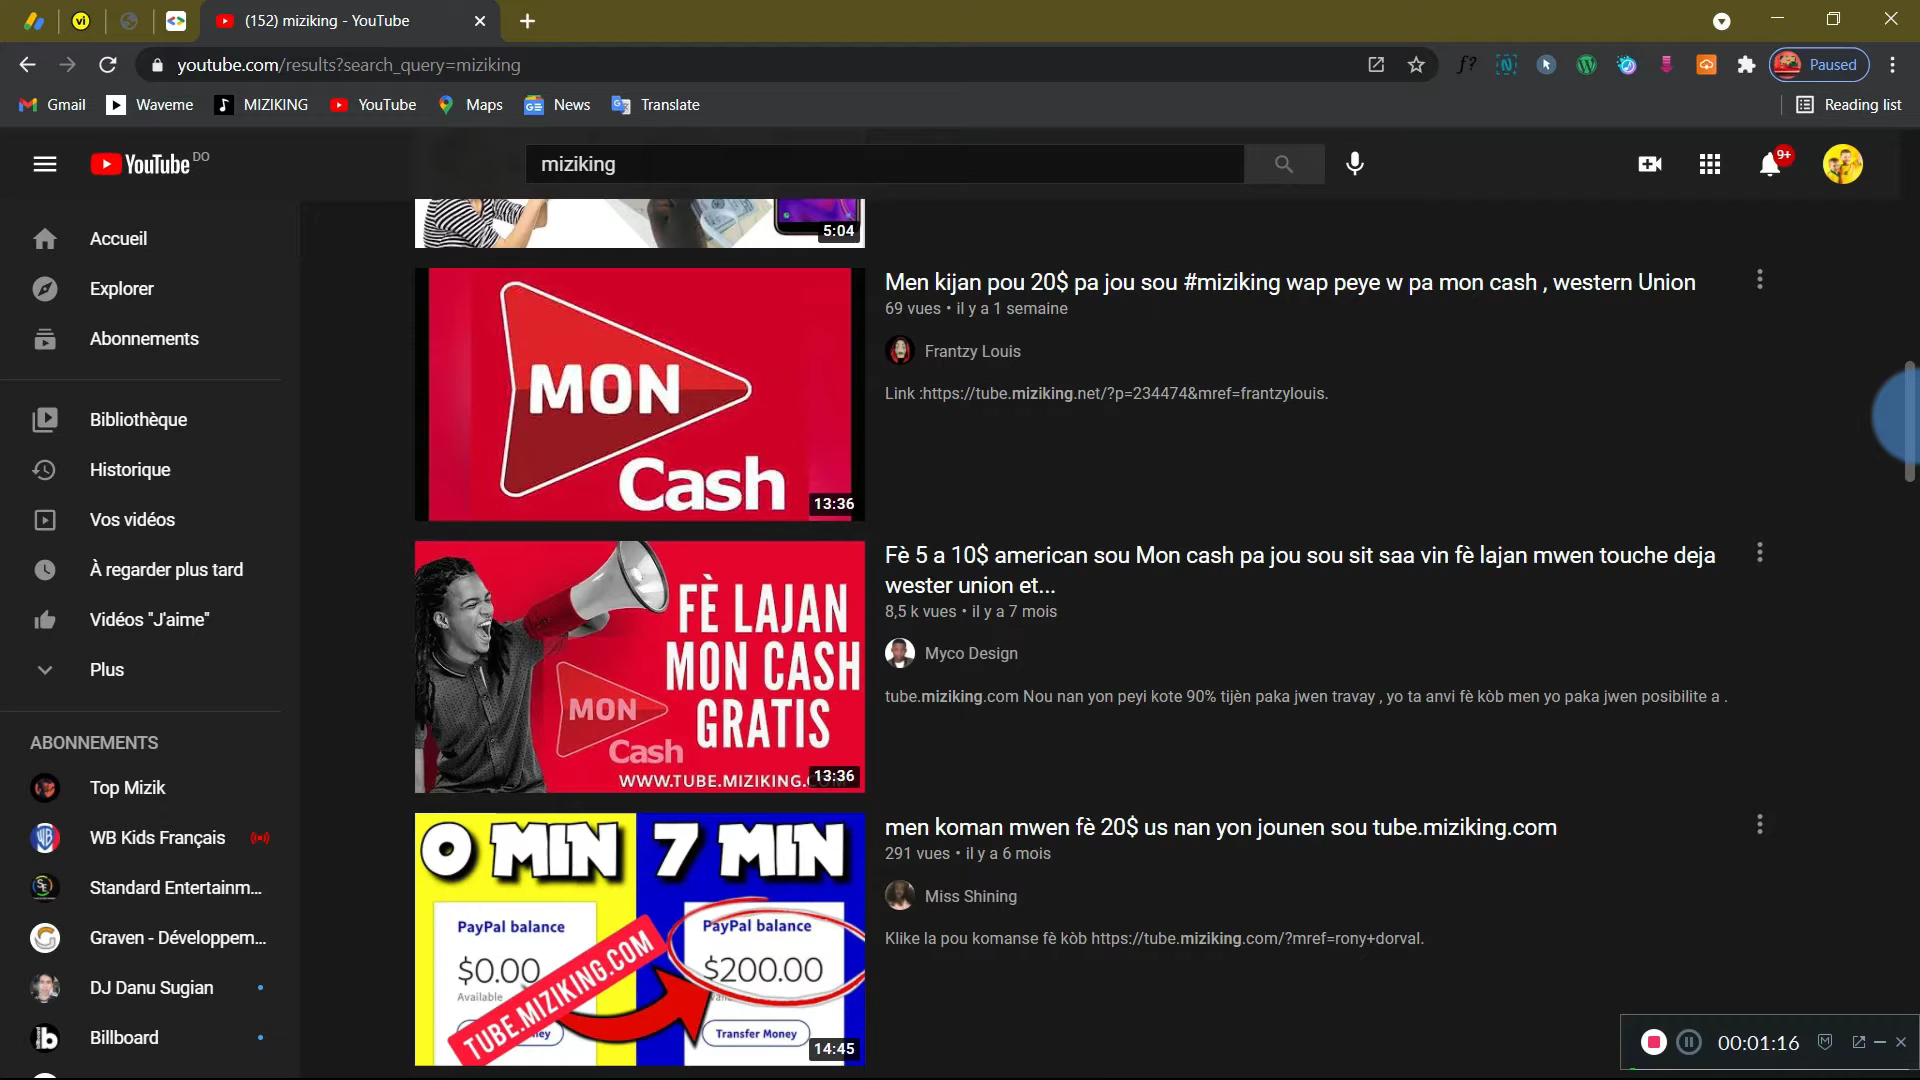 (152) miziking - YouTube
youtube.com/results?search_query=miziking
Paused
Gmail
Waveme
MIZIKING
YouTube
Maps
News
Translate
Reading list
YouTube DO
miziking
9+
Accueil
Explorer
Abonnements
Bibliothèque
Historique
Vos vidéos
À regarder plus tard
Vidéos "J'aime"
Plus
ABONNEMENTS
Top Mizik
WB Kids Français
Standard Entertainm...
Graven - Développem...
DJ Danu Sugian
Billboard
5:04
MON
Cash
13:36
Men kijan pou 20$ pa jou sou #miziking wap peye w pa mon cash , western Union
69 vues • il y a 1 semaine
Frantzy Louis
Link :https://tube.miziking.net/?p=234474&mref=frantzylouis.
FÈ LAJAN
MON CASH
GRATIS
MON
Cash
WWW.TUBE.MIZIKING.
13:36
Fè 5 a 10$ american sou Mon cash pa jou sou sit saa vin fè lajan mwen touche deja
wester union et...
8,5 k vues • il y a 7 mois
Myco Design
tube.miziking.com Nou nan yon peyi kote 90% tijèn paka jwen travay , yo ta anvi fè kòb men yo paka jwen posibilite a .
0 MIN 7 MIN
PayPal balance
$0.00
Available
PayPal balance
$200.00
Transfer Money
TUBE.MIZIKING.COM
14:45
men koman mwen fè 20$ us nan yon jounen sou tube.miziking.com
291 vues • il y a 6 mois
Miss Shining
Klike la pou komanse fè kòb https://tube.miziking.com/?mref=rony+dorval.
00:01:16